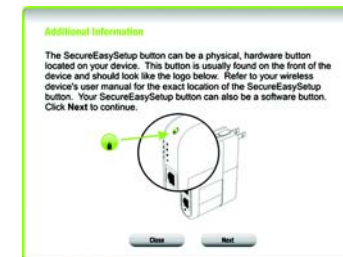 Additional Information
The SecureEasySetup button can be a physical, hardware button
located on your device. This button is usually found on the front of the
device and should look like the logo below. Refer to your wireless
device's user manual for the exact location of the SecureEasySetup
button. Your SecureEasySetup button can also be a software button.
Click Next to continue.
Close Next